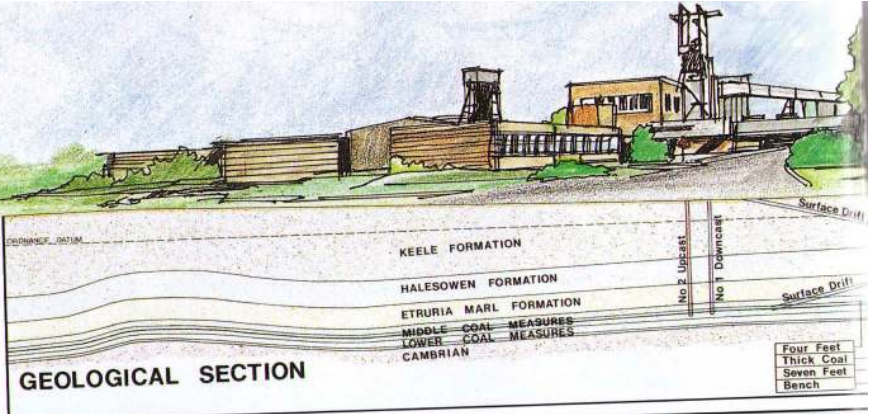 ORDNANCE DATUM
Surface Drift
KEELE FORMATION
No 2 Upcast
No 1 Downcast
HALESOWEN FORMATION
Surface Drift
ETRURIA MARL FORMATION
MIDDLE COAL MEASURES
LOWER COAL MEASURES
CAMBRIAN
GEOLOGICAL SECTION
Four Feet
Thick Coal
Seven Feet
Bench